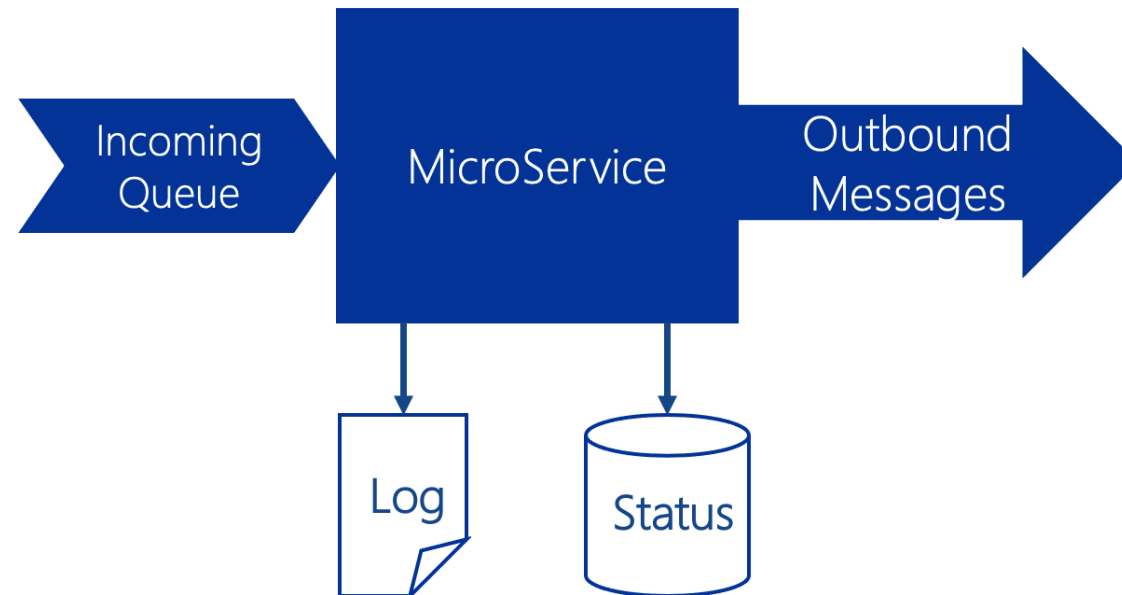 Incoming
Queue
MicroService
Outbound
Messages
Log
Status